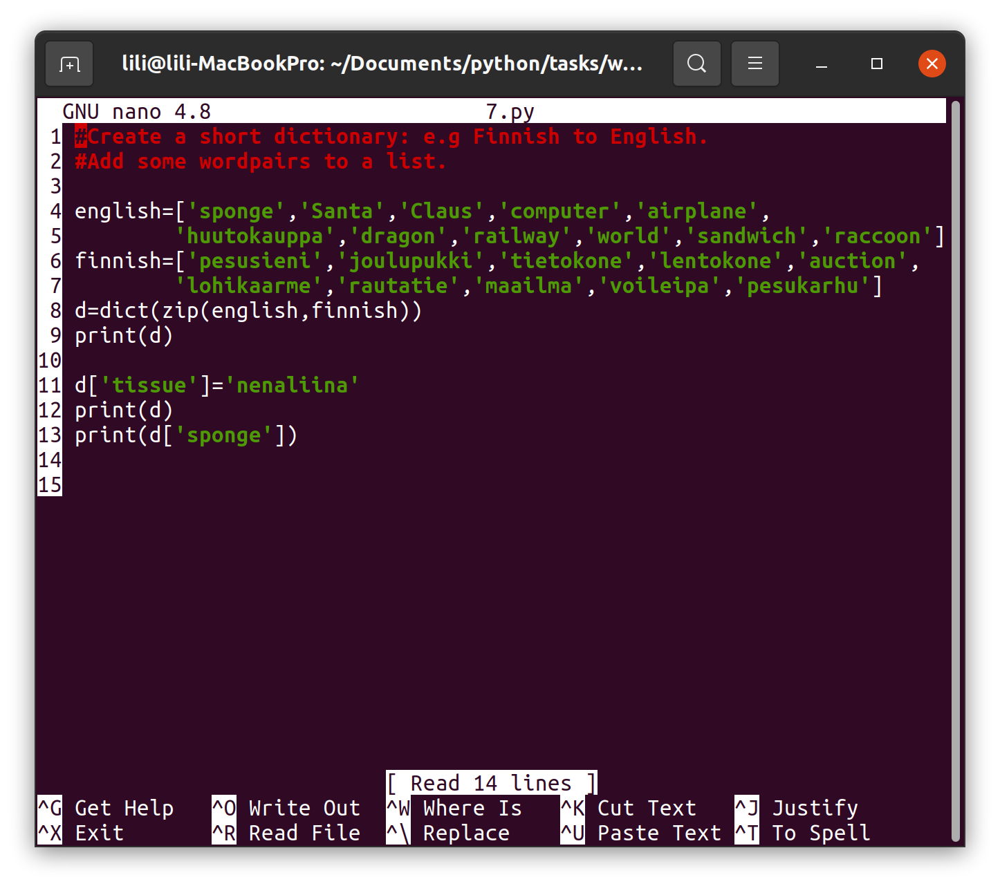 lili@lili-MacBookPro: ~/Documents/python/tasks/w...
GNU nano 4.8 7.py
1 #Create a short dictionary: e.g Finnish to English.
2 #Add some wordpairs to a list.
3
4 english=['sponge','Santa','Claus','computer','airplane',
5 'huutokauppa','dragon','railway','world','sandwich','raccoon']
6 finnish=['pesusieni','joulupukki','tietokone','lentokone','auction',
7 'lohikaarme','rautatie','maailma','voileipa','pesukarhu']
8 d=dict(zip(english,finnish))
9 print(d)
10
11 d['tissue']='nenaliina'
12 print(d)
13 print(d['sponge'])
14
15
[ Read 14 lines ]
^G Get Help ^O Write Out ^W Where Is ^K Cut Text ^J Justify
^X Exit ^R Read File ^\ Replace ^U Paste Text ^T To Spell